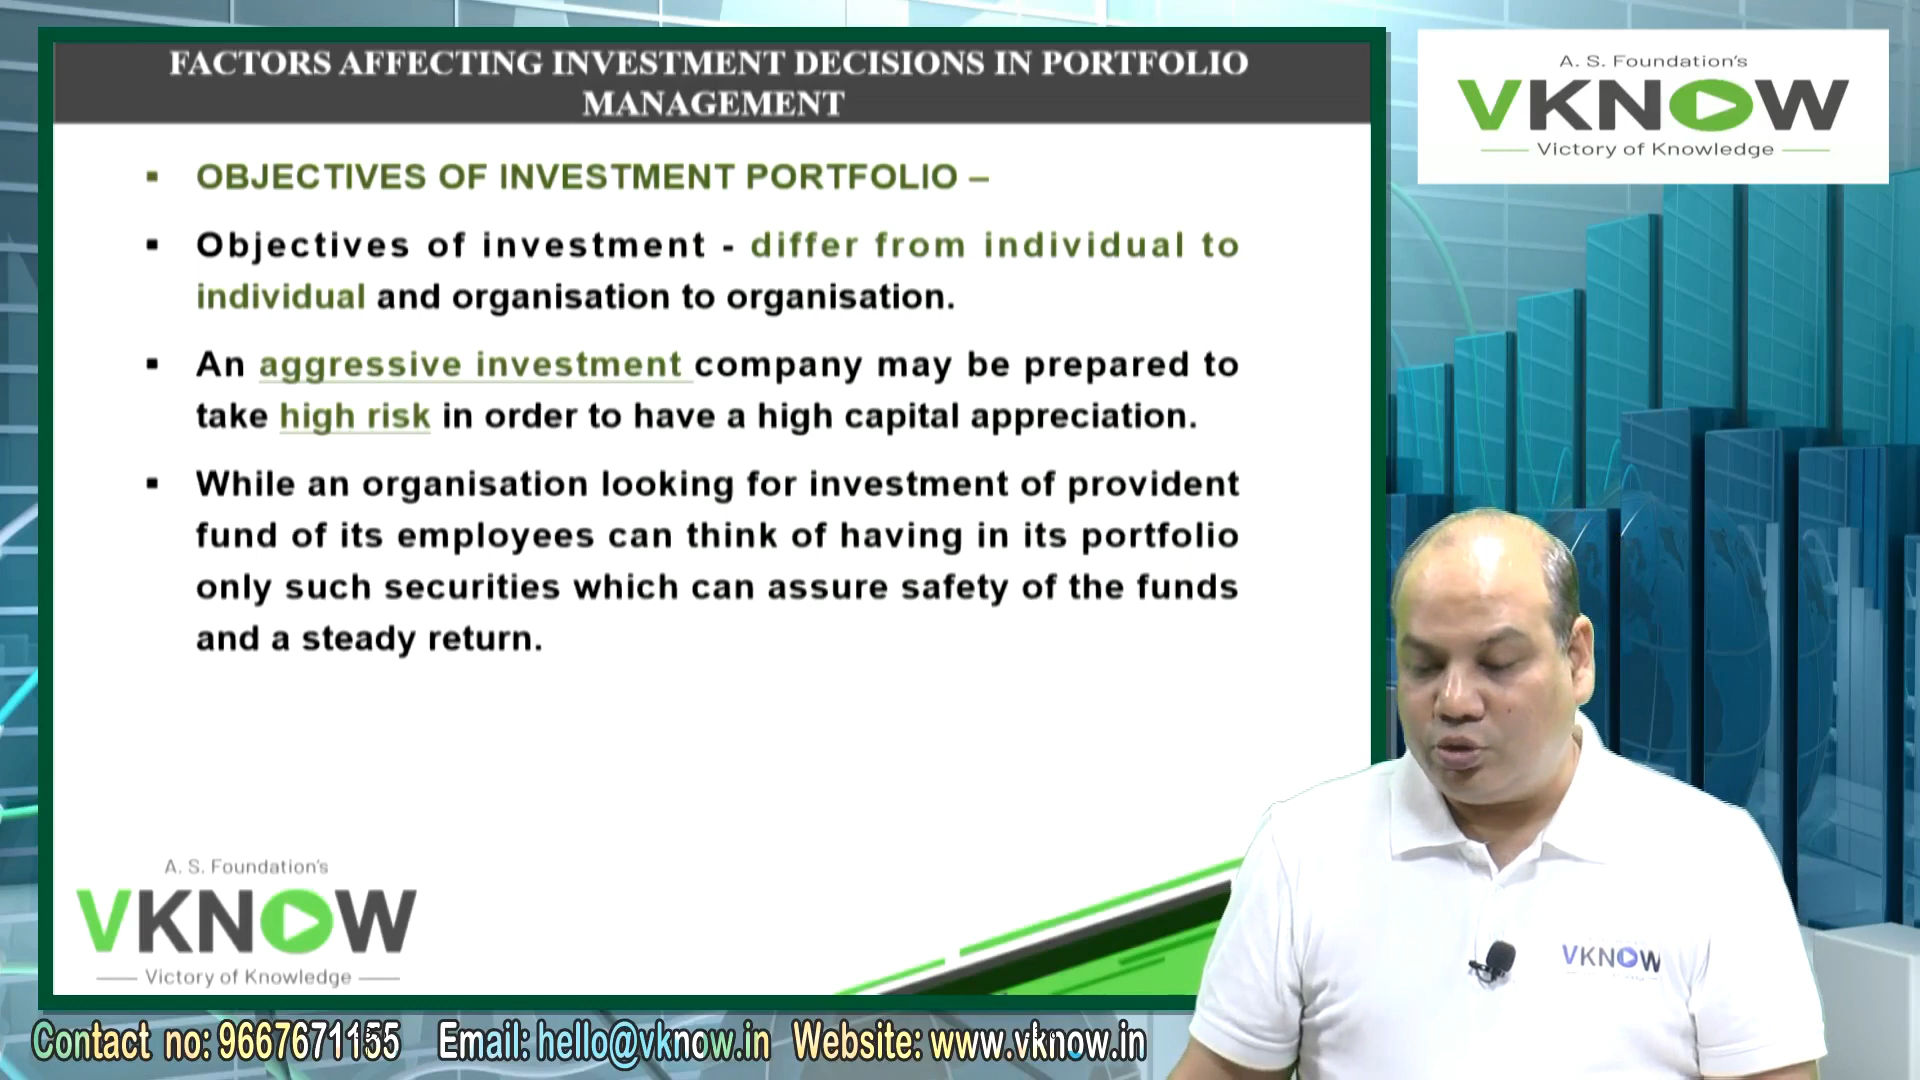 FACTORS AFFECTING INVESTMENT DECISIONS IN PORTFOLIO
MANAGEMENT
A. S. Foundation's
VKNOW
Victory of Knowledge
▪ OBJECTIVES OF INVESTMENT PORTFOLIO –
▪ Objectives of investment - differ from individual to
individual and organisation to organisation.
▪ An aggressive investment company may be prepared to
take high risk in order to have a high capital appreciation.
▪ While an organisation looking for investment of provident
fund of its employees can think of having in its portfolio
only such securities which can assure safety of the funds
and a steady return.
A. S. Foundation's
VKNOW
Victory of Knowledge
VKNOW
Contact no: 9667671155 Email: hello@vknow.in Website: www.vknow.in